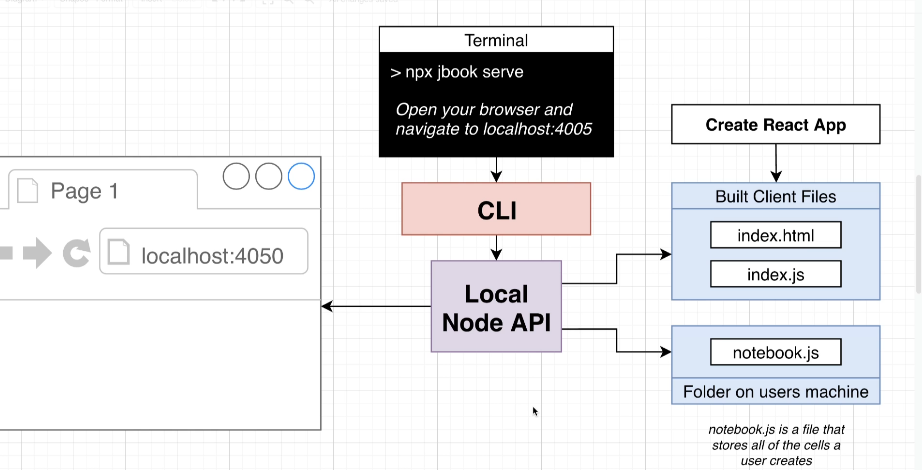 Terminal
> npx jbook serve
Open your browser and
navigate to localhost:4005
Create React App
Page 1
CLI
Built Client Files
index.html
localhost:4050
index.js
Local
Node API
notebook.js
Folder on users machine
notebook.js is a file that
stores all of the cells a
user creates